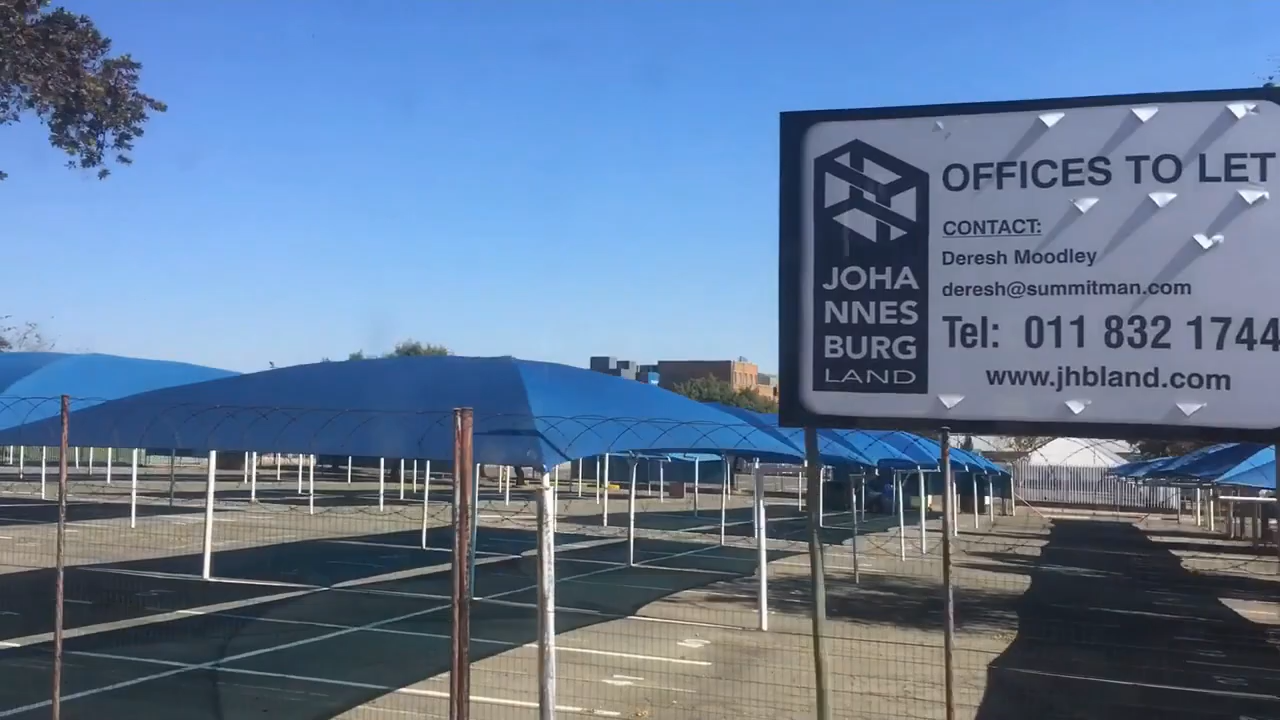 JOHA
NNES
BURG
LAND
OFFICES TO LET
CONTACT:
Deresh Moodley
deresh@summitman.com
Tel: 011 832 1744
www.jhbland.com